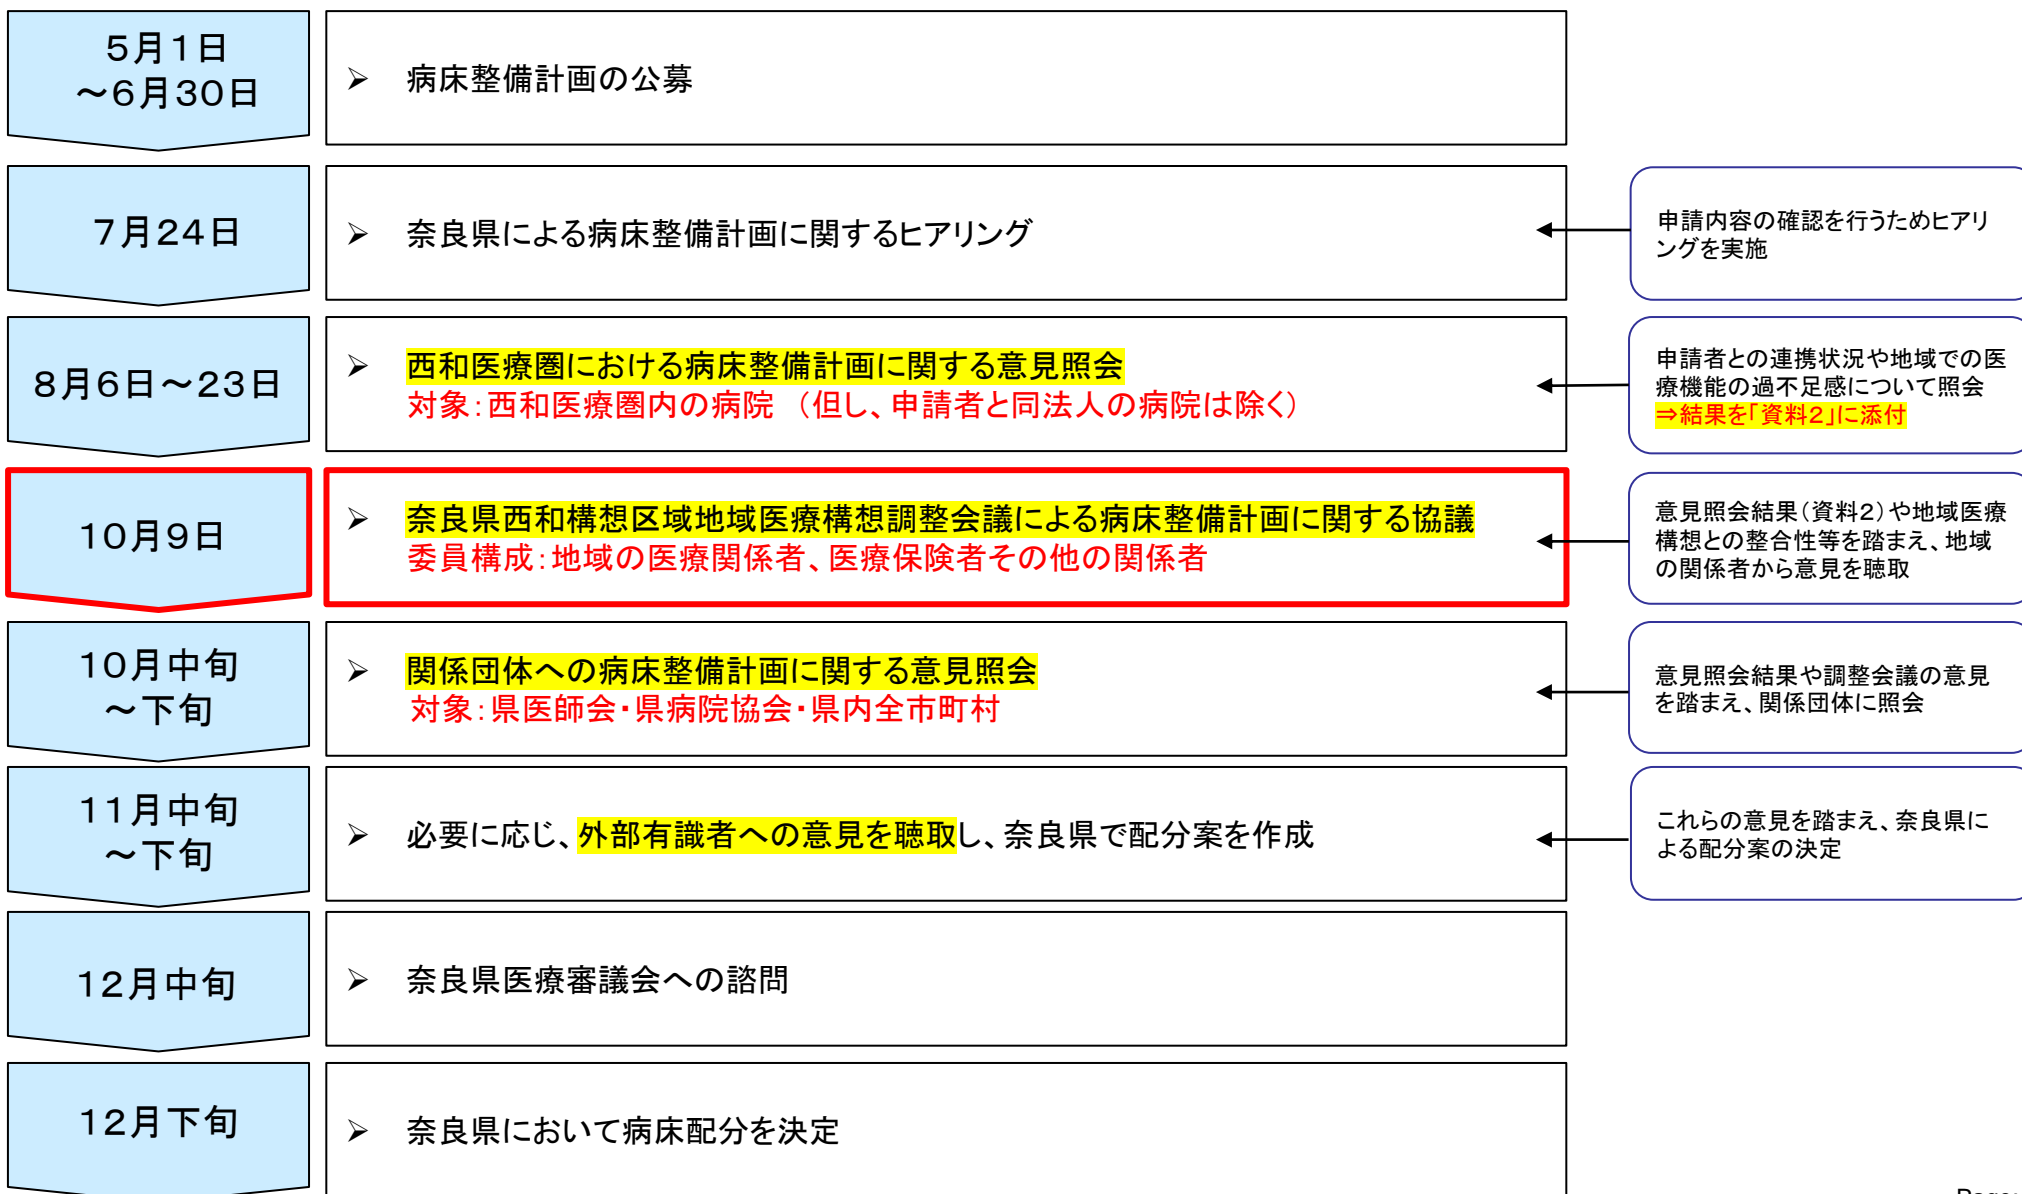 5月1日
～6月30日
➢ 病床整備計画の公募
7月24日
➢ 奈良県による病床整備計画に関するヒアリング
申請内容の確認を行うためヒアリ
ングを実施
8月6日～23日
➢ 西和医療圏における病床整備計画に関する意見照会
対象：西和医療圏内の病院　（但し、申請者と同法人の病院は除く）
申請者との連携状況や地域での医
療機能の過不足感について照会
⇒結果を「資料2」に添付
10月9日
➢ 奈良県西和構想区域地域医療構想調整会議による病床整備計画に関する協議
委員構成：地域の医療関係者、医療保険者その他の関係者
意見照会結果（資料2）や地域医療
構想との整合性等を踏まえ、地域
の関係者から意見を聴取
10月中旬
～下旬
➢ 関係団体への病床整備計画に関する意見照会
対象：県医師会・県病院協会・県内全市町村
意見照会結果や調整会議の意見
を踏まえ、関係団体に照会
11月中旬
～下旬
➢ 必要に応じ、外部有識者への意見を聴取し、奈良県で配分案を作成
これらの意見を踏まえ、奈良県に
よる配分案の決定
12月中旬
➢ 奈良県医療審議会への諮問
12月下旬
➢ 奈良県において病床配分を決定